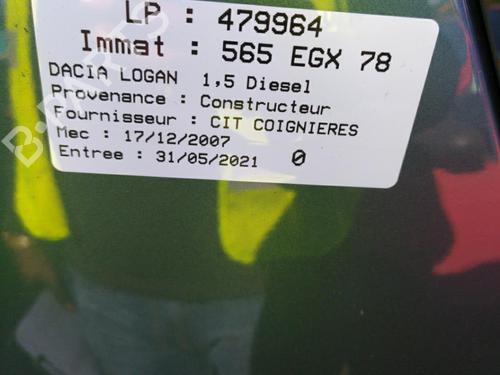 LP : 479964
Immat : 565 EGX 78
DACIA LOGAN 1,5 Diesel
Provenance : Constructeur
Fournisseur : CIT COIGNIERES
Mec : 17/12/2007
Entree : 31/05/2021 0
B-PARTS